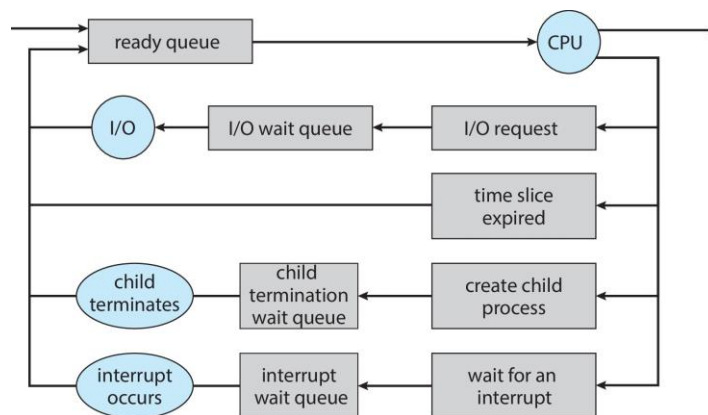 ready queue
CPU
I/O
I/O wait queue
I/O request
time slice
expired
child
terminates
child
termination
wait queue
create child
process
interrupt
occurs
interrupt
wait queue
wait for an
interrupt